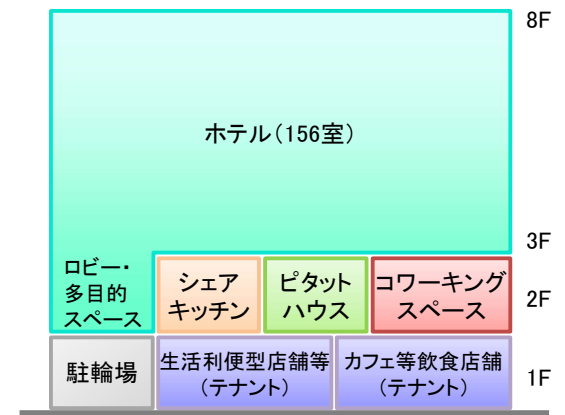 8F
ホテル(156室)
3F
ロビー・
多目的
スペース
シェア
キッチン
ピタット
ハウス
コワーキング
スペース
2F
駐輪場
生活利便型店舗等
(テナント)
カフェ等飲食店舗
(テナント)
1F